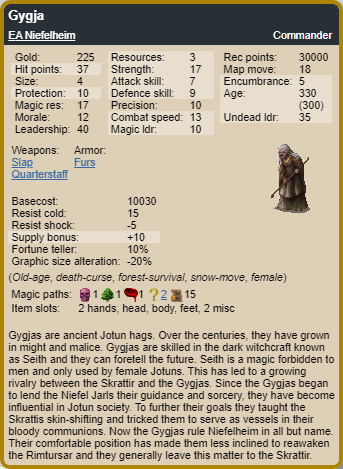 Gygja
EA Niefelheim Commander
Gold: 225 Resources: 3 Rec points: 30000
Hit points: 37 Strength: 17 Map move: 18
Size: 4 Attack skill: 7 Encumbrance: 5
Protection: 10 Defence skill: 9 Age: 330
Magic res: 17 Precision: 10 (300)
Morale: 12 Combat speed: 13 Undead ldr: 35
Leadership: 40 Magic ldr: 10
Weapons: Armor:
Slap Furs
Quarterstaff
Basecost: 10030
Resist cold: 15
Resist shock: -5
Supply bonus: +10
Fortune teller: 10%
Graphic size alteration: -20%
(Old-age, death-curse, forest-survival, snow-move, female)
Magic paths: 1 1 1 ?2 15
Item slots: 2 hands, head, body, feet, 2 misc
Gygjas are ancient Jotun hags. Over the centuries, they have grown
in might and malice. Gygjas are skilled in the dark witchcraft known
as Seith and they can foretell the future. Seith is a magic forbidden to
men and only used by female Jotuns. This has led to a growing
rivalry between the Skrattir and the Gygjas. Since the Gygjas began
to lend the Niefel Jarls their guidance and sorcery, they have become
influential in Jotun society. To further their goals they taught the
Skrattis skin-shifting and tricked them to serve as vessels in their
bloody communions. Now the Gygjas rule Niefelheim in all but name.
Their comfortable position has made them less inclined to reawaken
the Rimtursar and they generally leave this matter to the Skrattir.